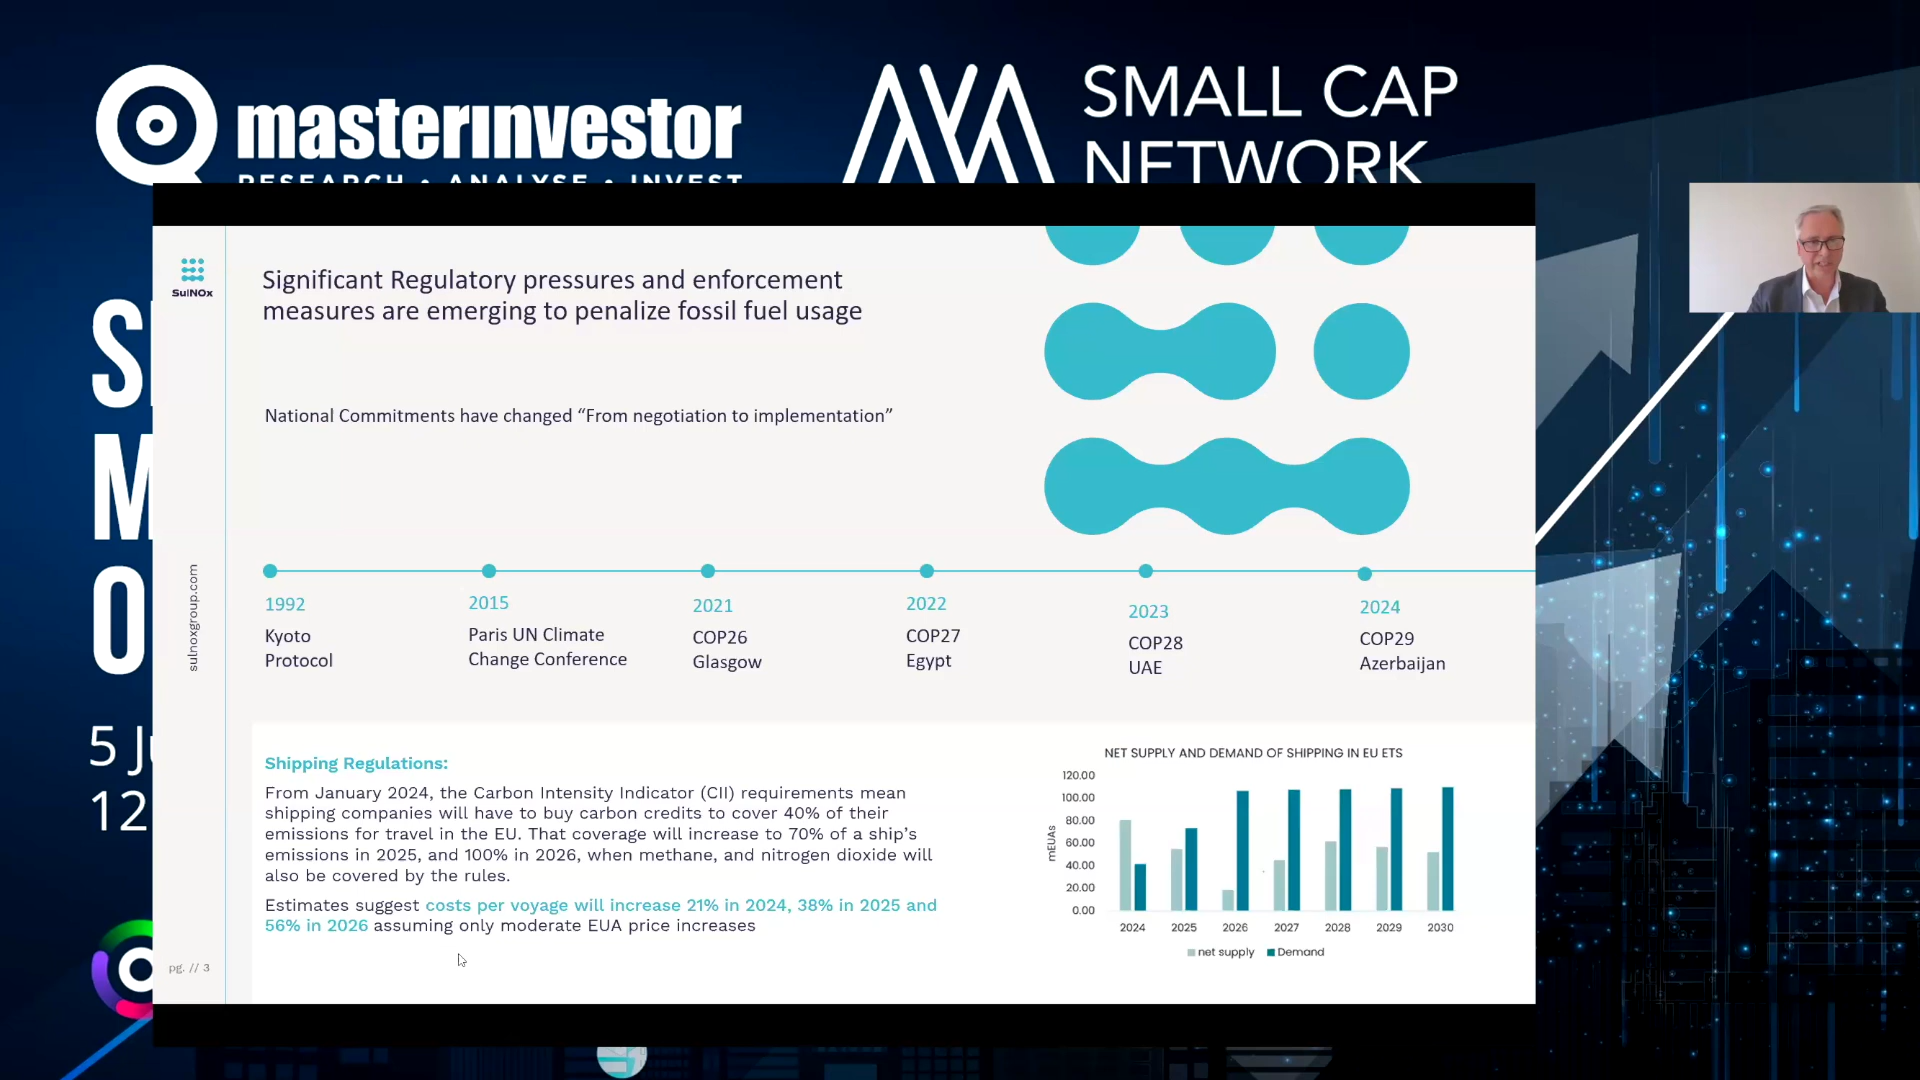 masterinvestor
RESEARCH • ANALYSE • INVEST
SMALL CAP
NETWORK
SulNOx
Significant Regulatory pressures and enforcement
measures are emerging to penalize fossil fuel usage
National Commitments have changed “From negotiation to implementation”
sulnoxgroup.com
1992
Kyoto
Protocol
2015
Paris UN Climate
Change Conference
2021
COP26
Glasgow
2022
COP27
Egypt
2023
COP28
UAE
2024
COP29
Azerbaijan
Shipping Regulations:
From January 2024, the Carbon Intensity Indicator (CII) requirements mean
shipping companies will have to buy carbon credits to cover 40% of their
emissions for travel in the EU. That coverage will increase to 70% of a ship’s
emissions in 2025, and 100% in 2026, when methane, and nitrogen dioxide will
also be covered by the rules.
Estimates suggest costs per voyage will increase 21% in 2024, 38% in 2025 and
56% in 2026 assuming only moderate EUA price increases
NET SUPPLY AND DEMAND OF SHIPPING IN EU ETS
mEUAs
120.00
100.00
80.00
60.00
40.00
20.00
0.00
2024 2025 2026 2027 2028 2029 2030
net supply Demand
pg. // 3
S
M
O
5 Ju
12